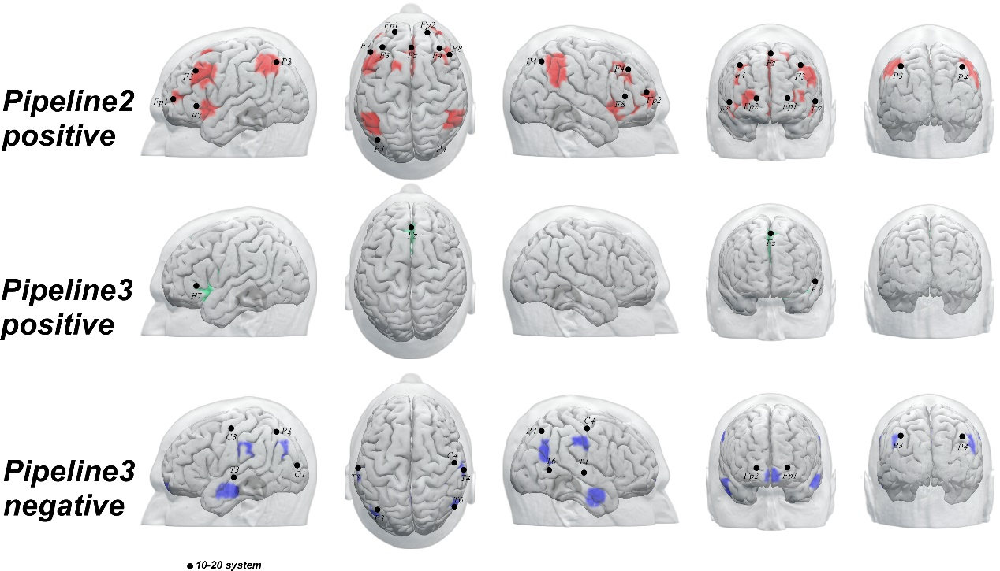 Pipeline2
positive
F3 P3 Fp1 F7
Fp1 Fp2 F7 F3 Fz F4 F8 P3 P4
P4 F4 F8 Fp2
Fz F4 F3 F8 Fp2 Fp1 F7
P3 P4
Pipeline3
positive
F7
Fz
Fz F7
Pipeline3
negative
C3 P3 T3 O1
C4 T3 T4 T6 P3
P4 C4 T6 T4
Fp2 Fp1
P3 P4
10-20 system